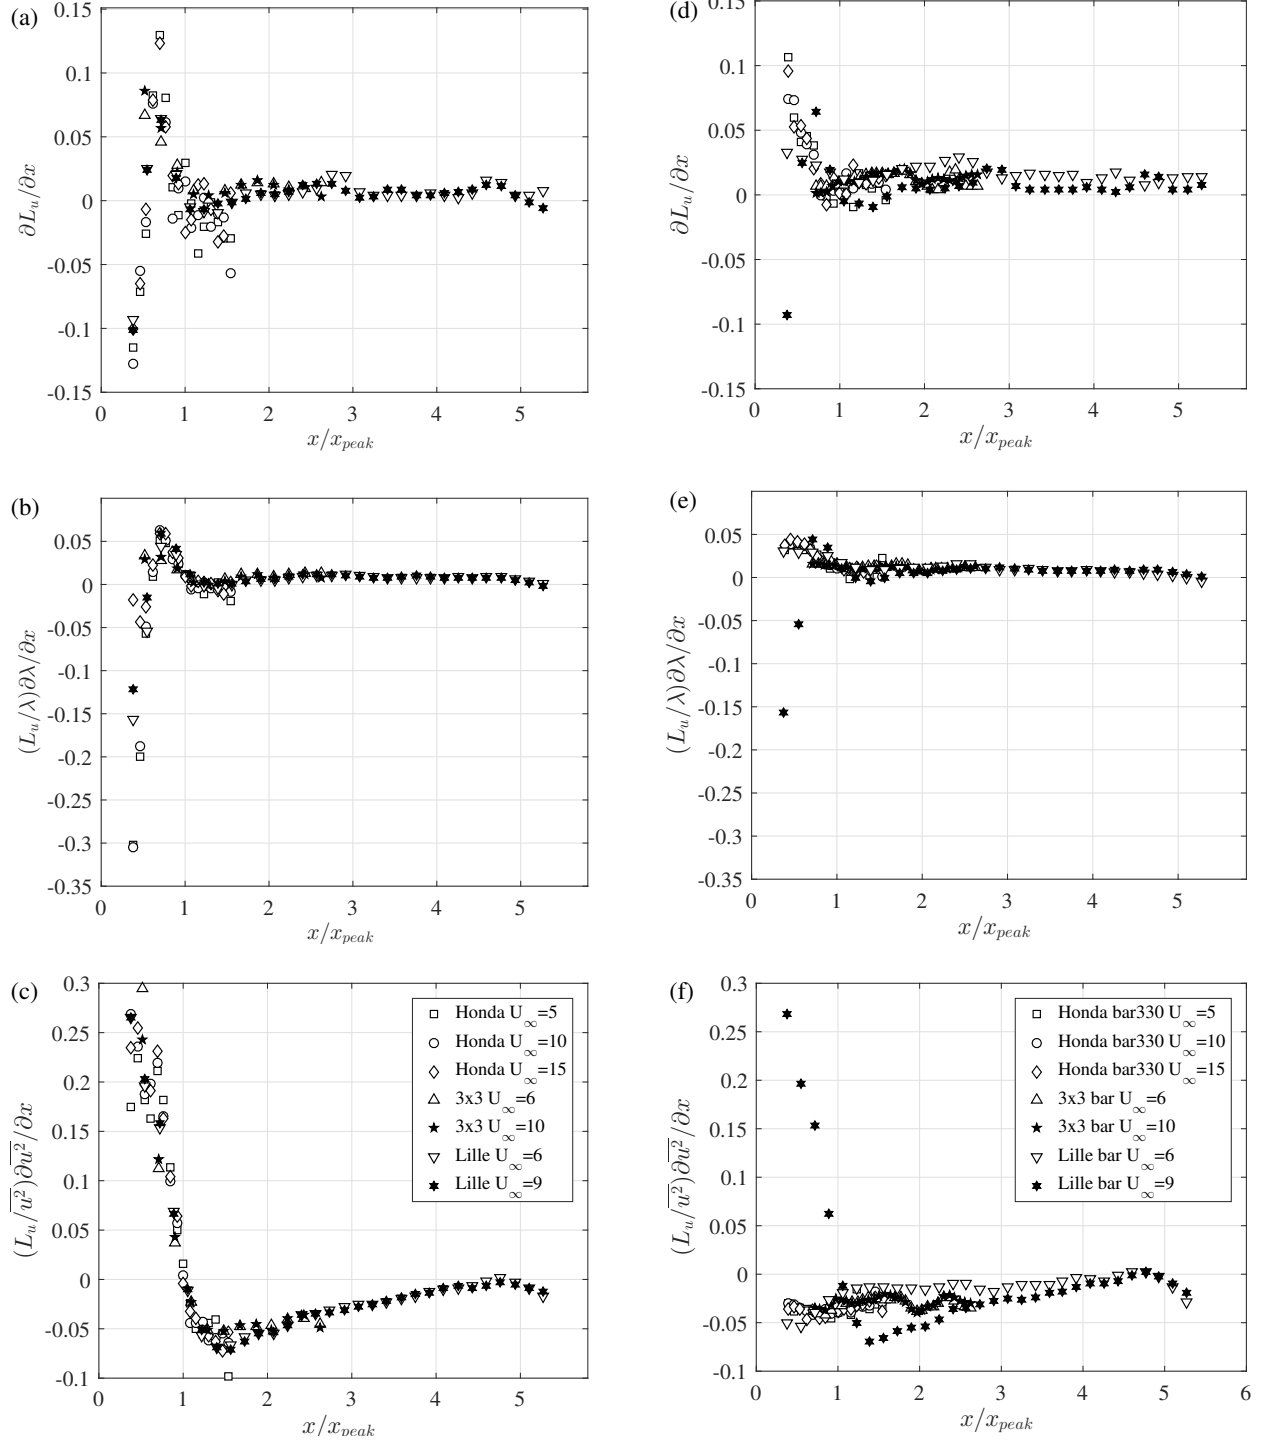 (a)
0.15
0.1
0.05
0
-0.05
-0.1
-0.15
0 1 2 3 4 5
∂L_u/∂x
x/x_peak
(b)
0.05
0
-0.05
-0.1
-0.15
-0.2
-0.25
-0.3
-0.35
0 1 2 3 4 5
(L_u/λ)∂λ/∂x
x/x_peak
(c)
0.3
0.25
0.2
0.15
0.1
0.05
0
-0.05
-0.1
0 1 2 3 4 5
(L_u/\overline{u^2})∂\overline{u^2}/∂x
x/x_peak
Honda U_∞=5
Honda U_∞=10
Honda U_∞=15
3x3 U_∞=6
3x3 U_∞=10
Lille U_∞=6
Lille U_∞=9
(d)
0.15
0.1
0.05
0
-0.05
-0.1
-0.15
0 1 2 3 4 5
∂L_u/∂x
x/x_peak
(e)
0.05
0
-0.05
-0.1
-0.15
-0.2
-0.25
-0.3
-0.35
0 1 2 3 4 5
(L_u/λ)∂λ/∂x
x/x_peak
(f)
0.3
0.25
0.2
0.15
0.1
0.05
0
-0.05
-0.1
0 1 2 3 4 5 6
(L_u/\overline{u^2})∂\overline{u^2}/∂x
x/x_peak
Honda bar330 U_∞=5
Honda bar330 U_∞=10
Honda bar330 U_∞=15
3x3 bar U_∞=6
3x3 bar U_∞=10
Lille bar U_∞=6
Lille bar U_∞=9